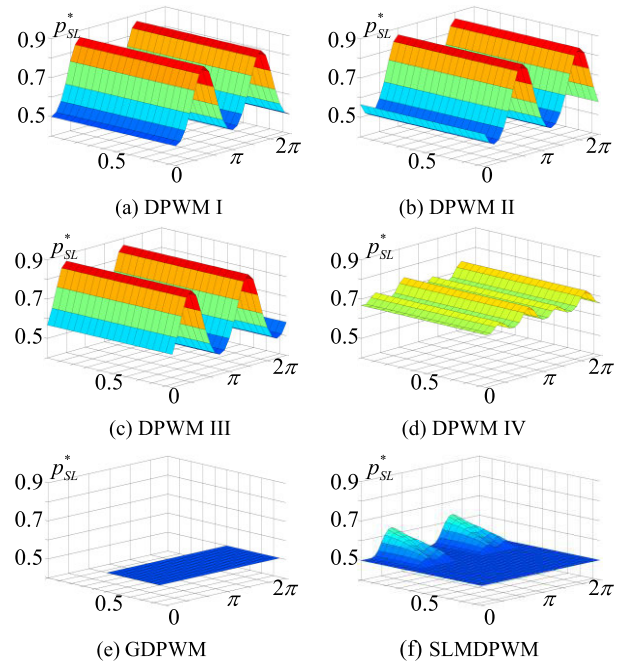 p*SL
p*SL
0.9
0.9
0.7
0.7
0.5
0.5
0.5
0
π
2π
0.5
0
π
2π
(a) DPWM I
(b) DPWM II
p*SL
p*SL
0.9
0.9
0.7
0.7
0.5
0.5
0.5
0
π
2π
0.5
0
π
2π
(c) DPWM III
(d) DPWM IV
p*SL
p*SL
0.9
0.9
0.7
0.7
0.5
0.5
0.5
0
π
2π
0.5
0
π
2π
(e) GDPWM
(f) SLMDPWM